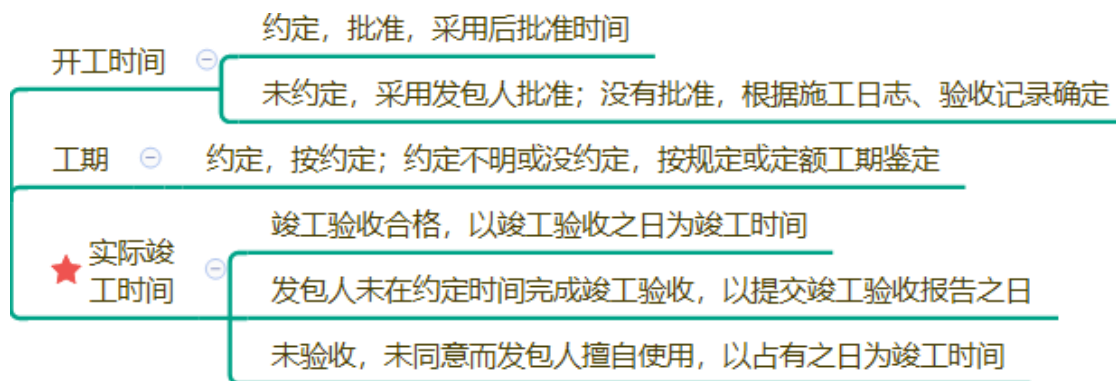 约定，批准，采用后批准时间
开工时间
未约定，采用发包人批准；没有批准，根据施工日志、验收记录确定
工期
约定，按约定；约定不明或没约定，按规定或定额工期鉴定
竣工验收合格，以竣工验收之日为竣工时间
实际竣
工时间
发包人未在约定时间完成竣工验收，以提交竣工验收报告之日
未验收，未同意而发包人擅自使用，以占有之日为竣工时间